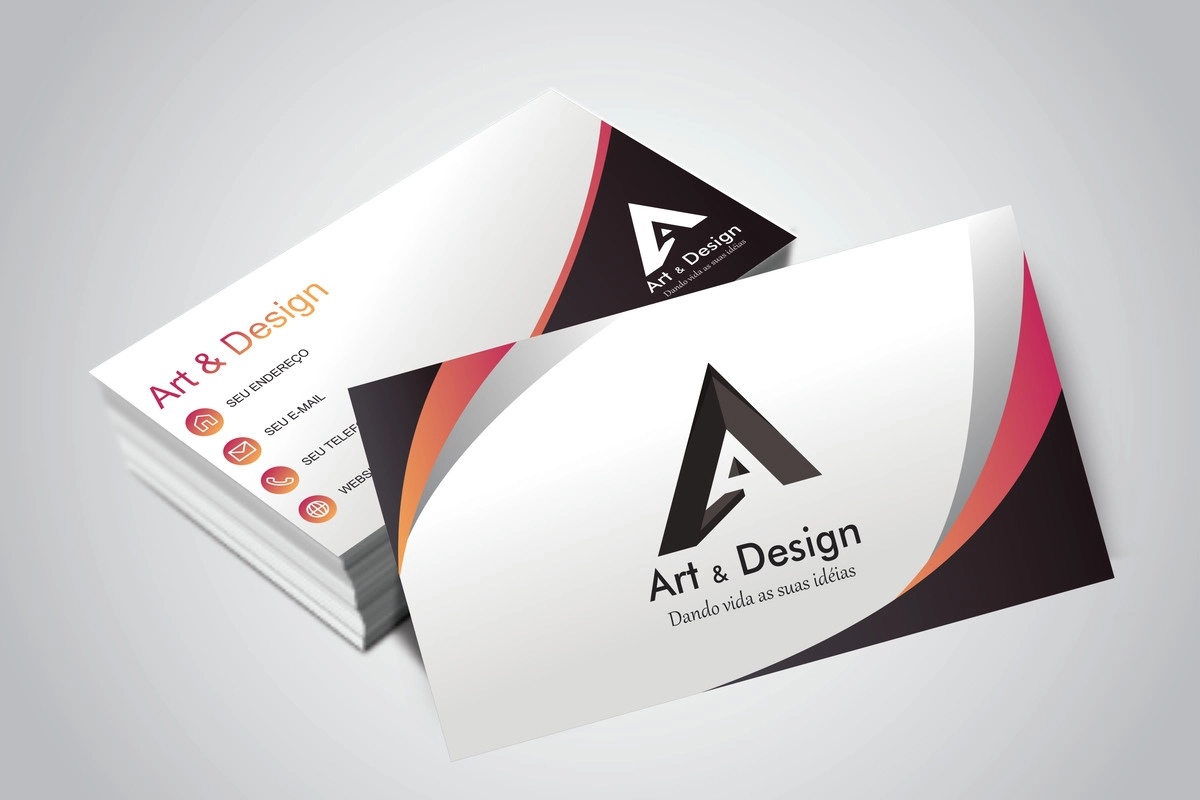 Art & Design
Dando vida as suas idéias
Art & Design
SEU ENDEREÇO
SEU E-MAIL
SEU
Art & Design
Dando vida as suas idéias